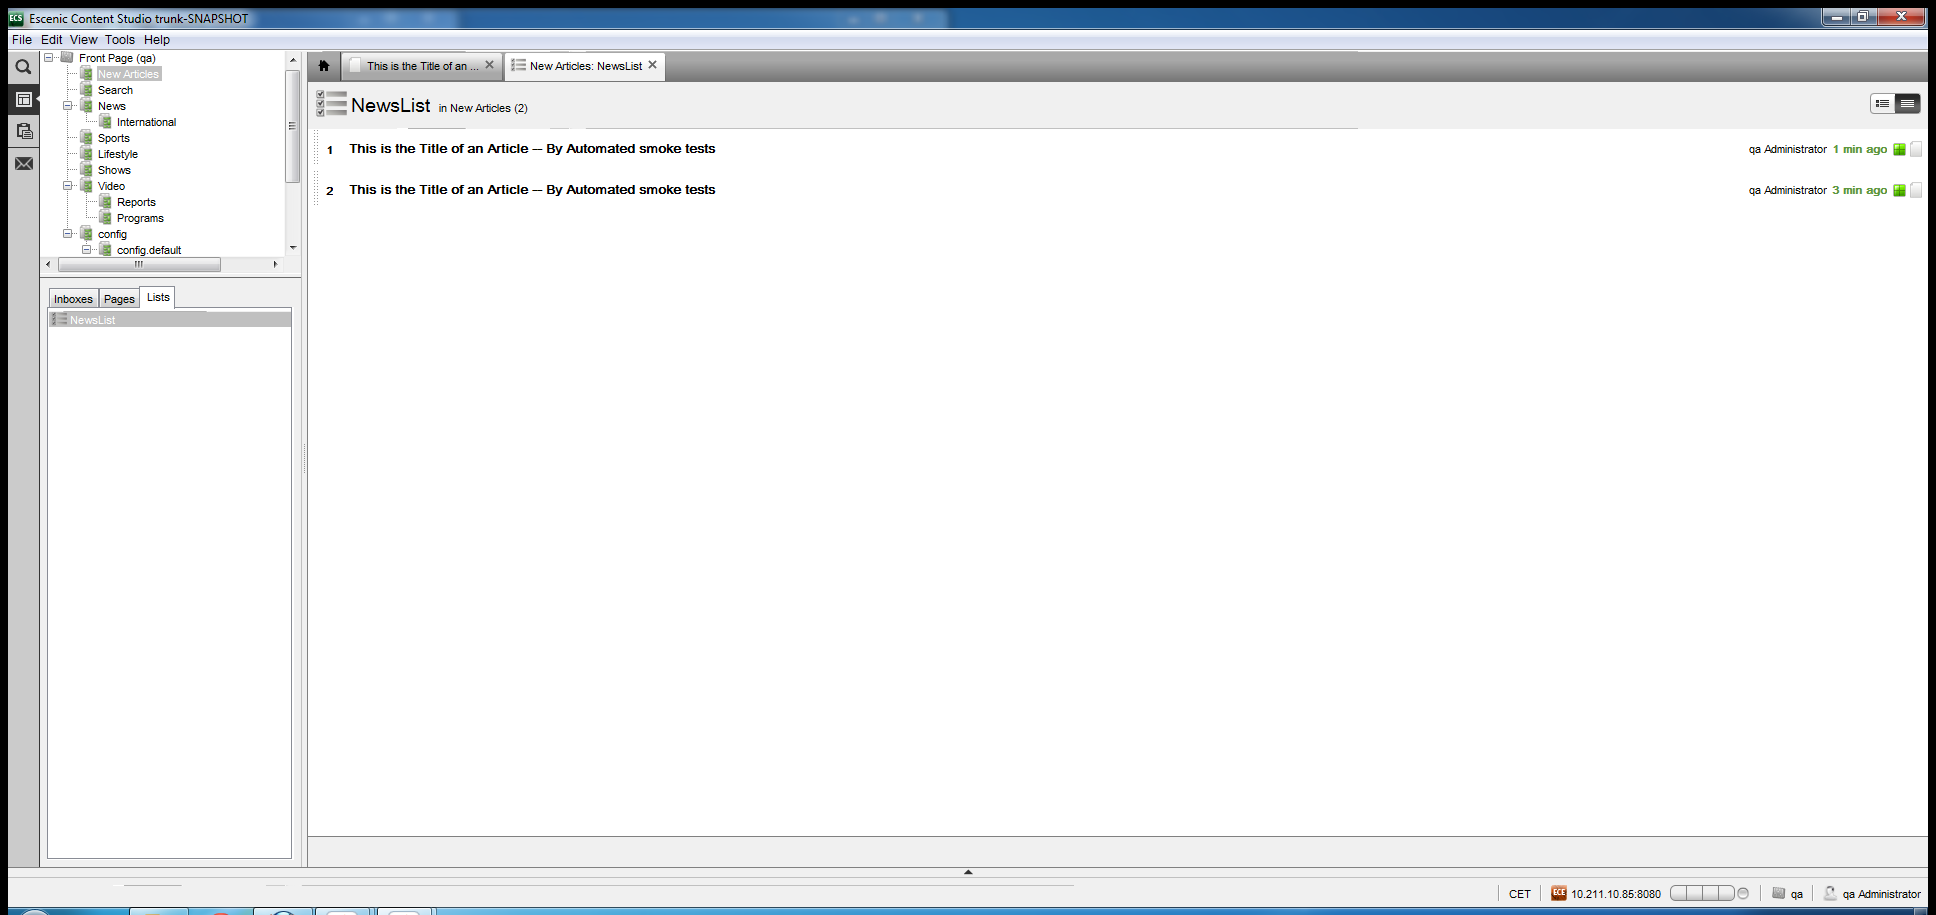 ECS Escenic Content Studio trunk-SNAPSHOT
File Edit View Tools Help
Front Page (qa)
New Articles
Search
News
International
Sports
Lifestyle
Shows
Video
Reports
Programs
config
config.default
Inboxes Pages Lists
NewsList
This is the Title of an ... New Articles: NewsList
NewsList in New Articles (2)
1 This is the Title of an Article -- By Automated smoke tests qa Administrator 1 min ago
2 This is the Title of an Article -- By Automated smoke tests qa Administrator 3 min ago
CET ECE 10.211.10.85:8080 qa qa Administrator